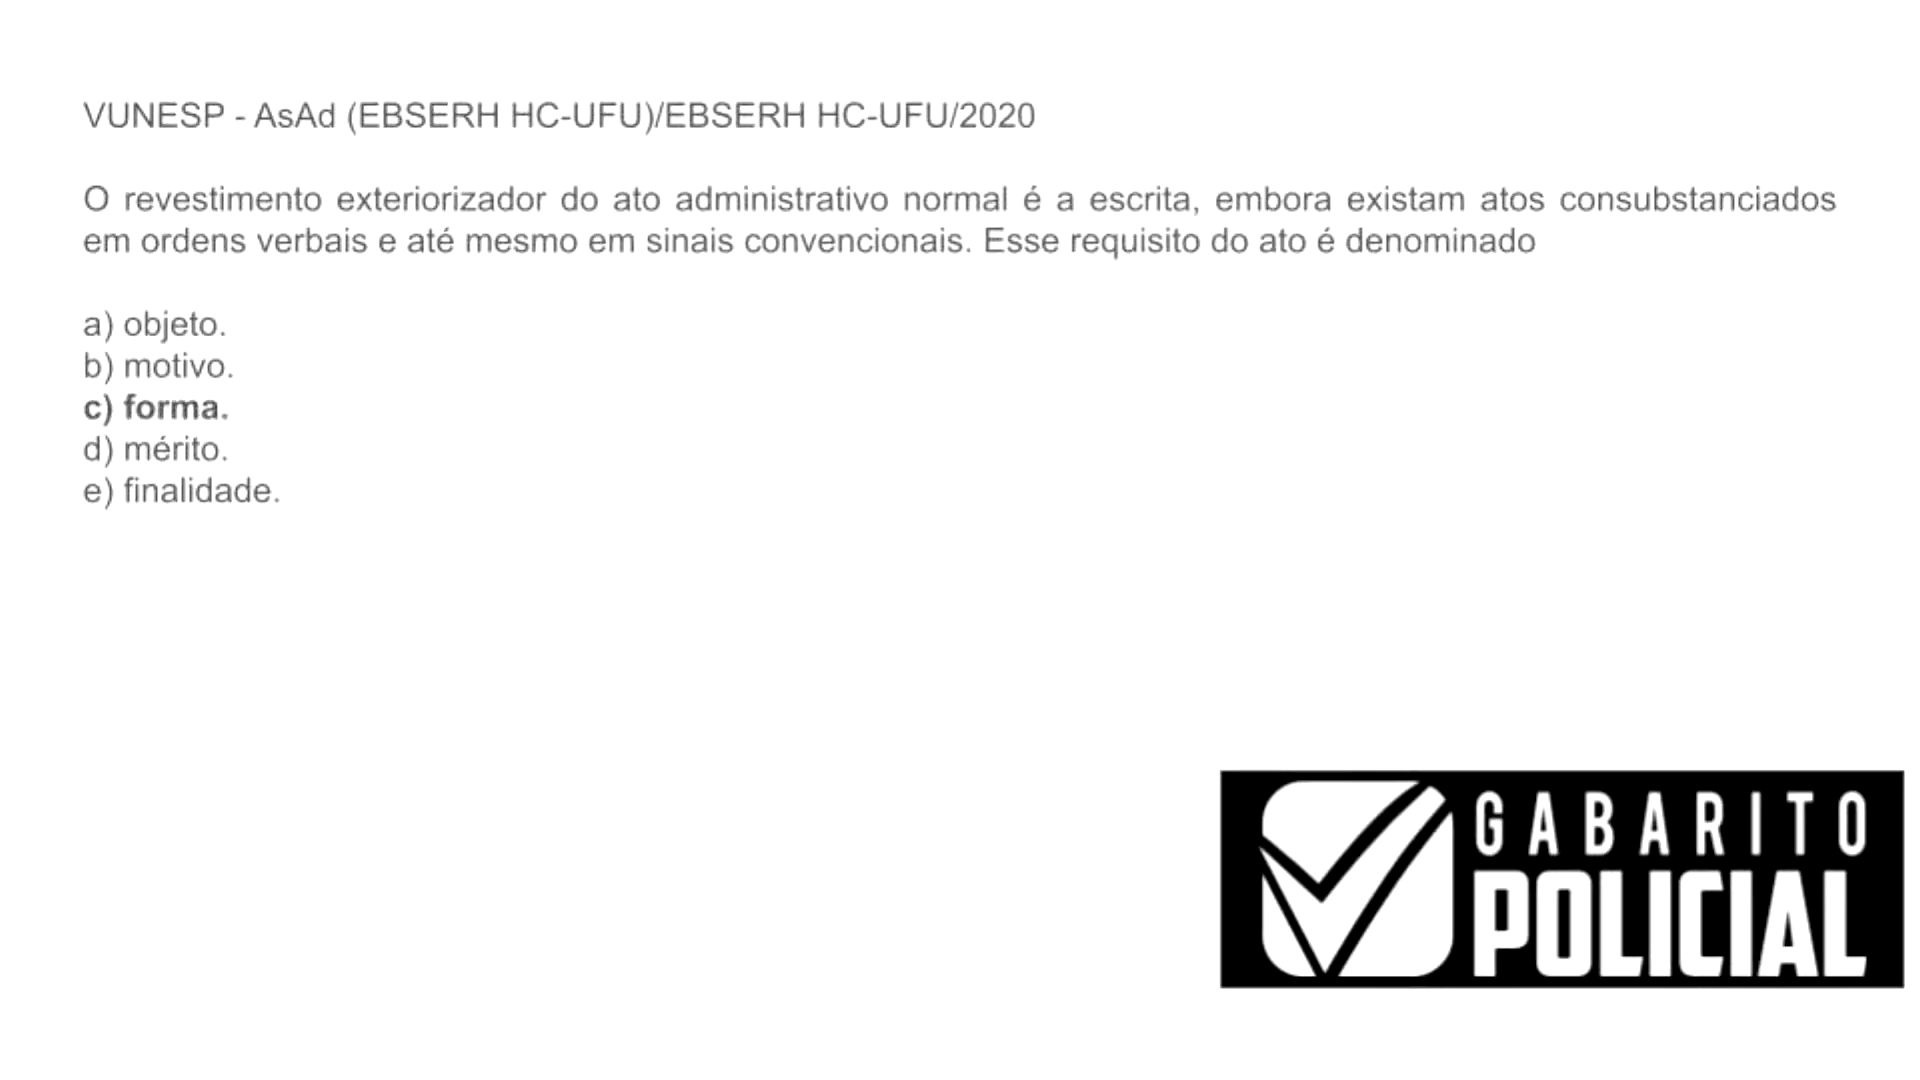 VUNESP - AsAd (EBSERH HC-UFU)/EBSERH HC-UFU/2020
O revestimento exteriorizador do ato administrativo normal é a escrita, embora existam atos consubstanciados
em ordens verbais e até mesmo em sinais convencionais. Esse requisito do ato é denominado
a) objeto.
b) motivo.
c) forma.
d) mérito.
e) finalidade.
GABARITO
POLICIAL